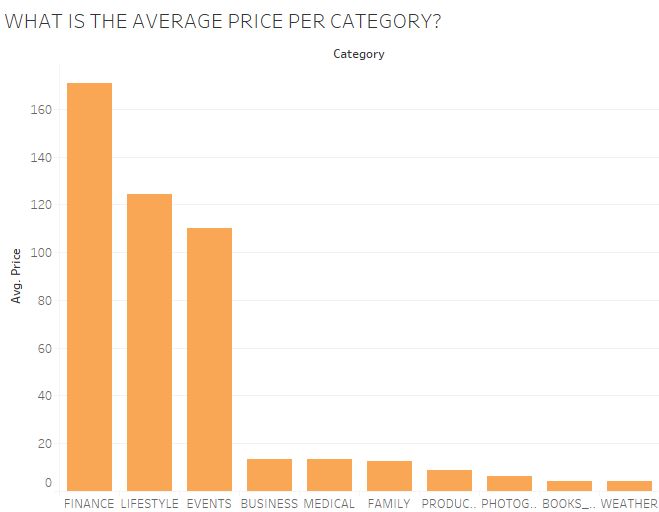 WHAT IS THE AVERAGE PRICE PER CATEGORY?
Category
Avg. Price
160
140
120
100
80
60
40
20
0
FINANCE LIFESTYLE EVENTS BUSINESS MEDICAL FAMILY PRODUC.. PHOTOG.. BOOKS_.. WEATHER